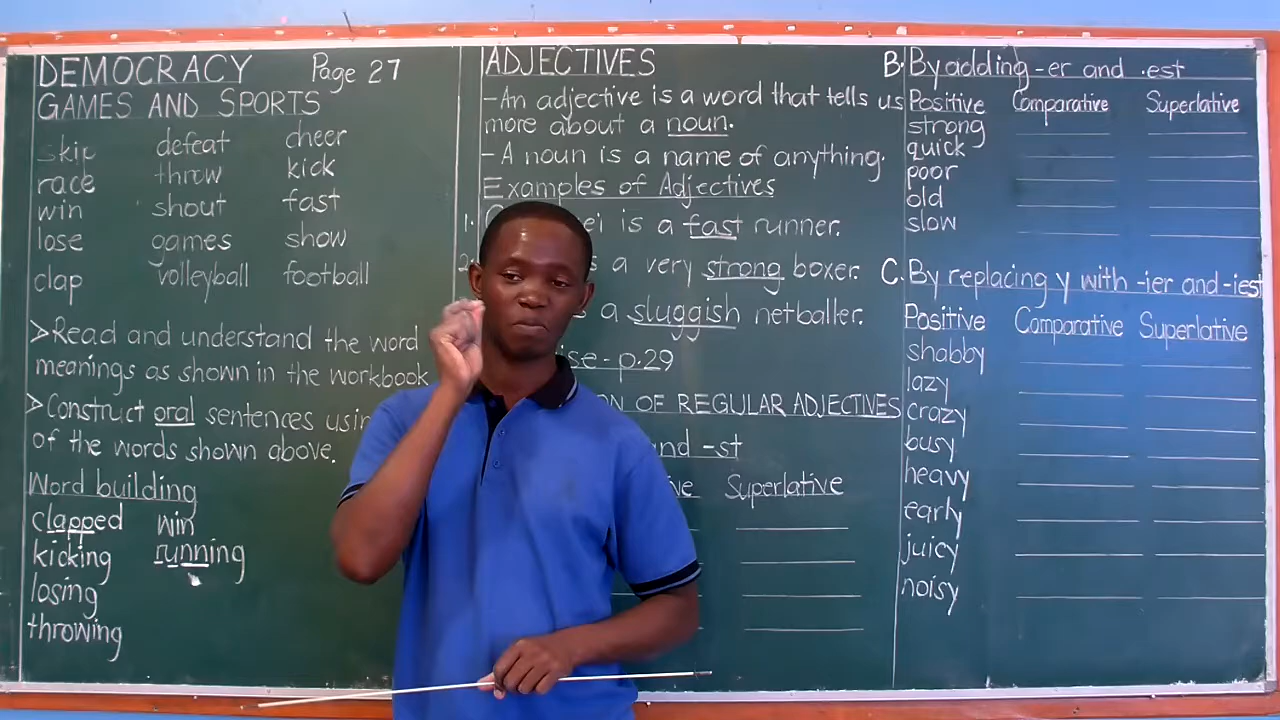 DEMOCRACY Page 27
GAMES AND SPORTS
skip defeat cheer
race throw kick
win shout fast
lose games show
clap volleyball football
➢Read and understand the word
meanings as shown in the workbook
➢Construct oral sentences
of the words shown above.
Word building
clapped win
kicking running
losing
throwing
ADJECTIVES
-An adjective is a word that tells us
more about a noun.
-A noun is a name of anything.
Examples of Adjectives
1. is a fast runner.
a very strong boxer.
a sluggish netballer.
p.29
OF REGULAR ADJECTIVES
-st
Superlative
B. By adding -er and -est
Positive Comparative Superlative
strong
quick
poor
old
slow
C. By replacing y with -ier and -iest
Positive Comparative Superlative
shabby
lazy
crazy
busy
heavy
early
juicy
noisy